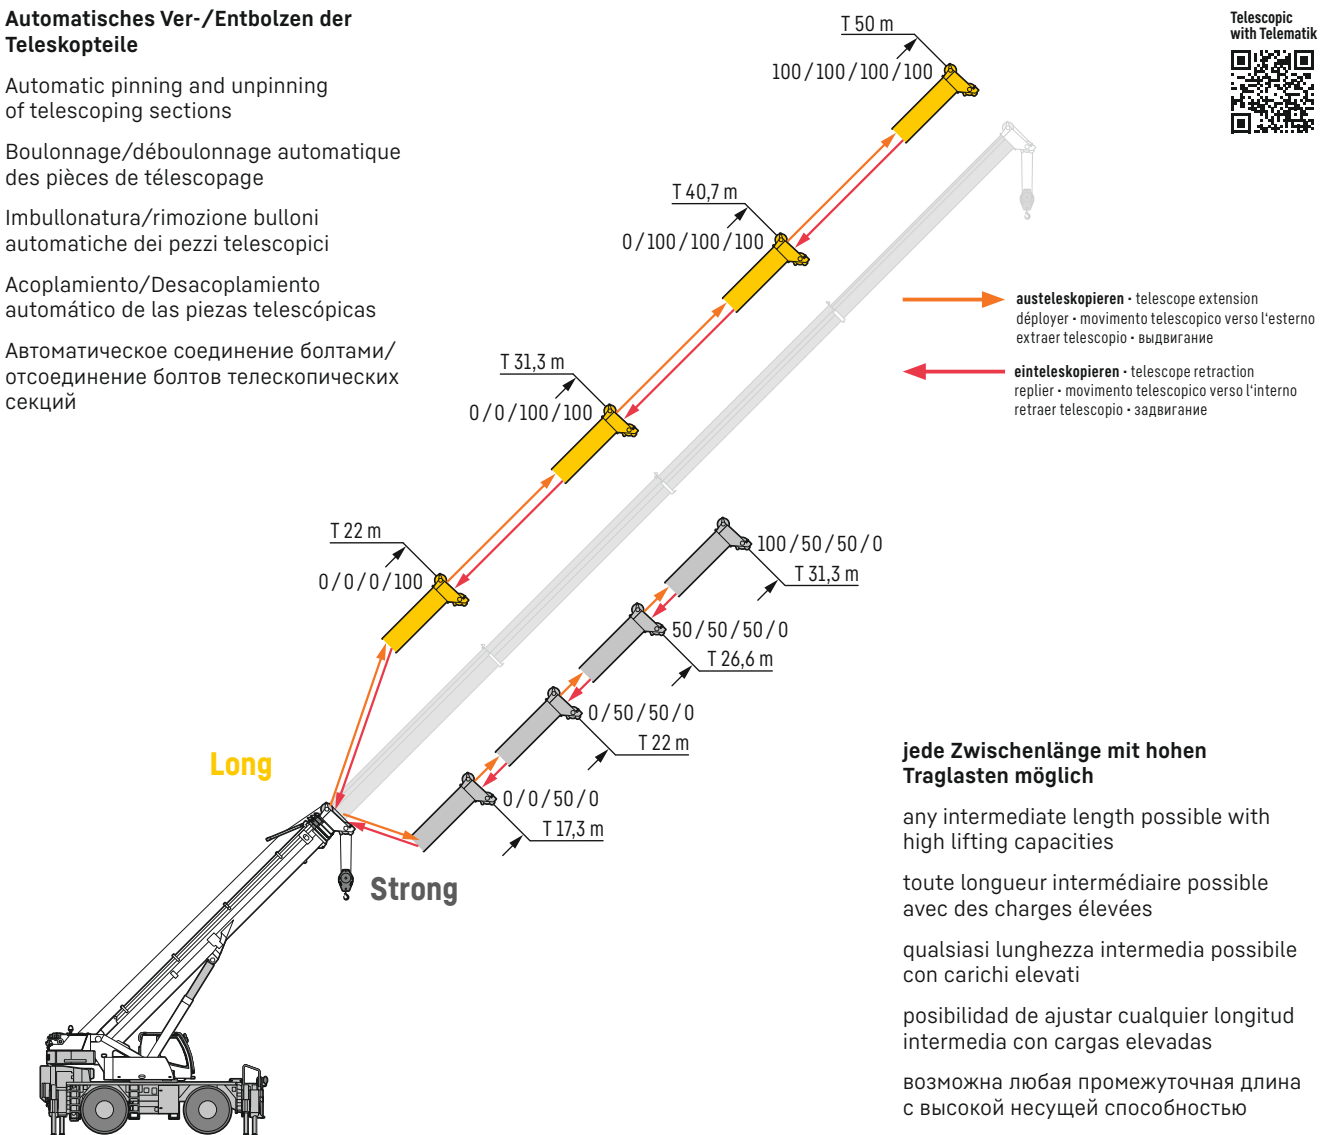 Automatisches Ver-/Entbolzen der
Teleskopteile
Automatic pinning and unpinning
of telescoping sections
Boulonnage/déboulonnage automatique
des pièces de télescopage
Imbullonatura/rimozione bulloni
automatiche dei pezzi telescopici
Acoplamiento/Desacoplamiento
automático de las piezas telescópicas
Автоматическое соединение болтами/
отсоединение болтов телескопических
секций
Telescopic
with Telematik
T 50 m
100/100/100/100
T 40,7 m
0/100/100/100
T 31,3 m
0/0/100/100
T 22 m
0/0/0/100
austeleskopieren • telescope extension
déployer • movimento telescopico verso l‘esterno
extraer telescopio • выдвигание
einteleskopieren • telescope retraction
replier • movimento telescopico verso l‘interno
retraer telescopio • задвигание
100/50/50/0
T 31,3 m
50/50/50/0
T 26,6 m
0/50/50/0
T 22 m
0/0/50/0
T 17,3 m
Long
Strong
jede Zwischenlänge mit hohen
Traglasten möglich
any intermediate length possible with
high lifting capacities
toute longueur intermédiaire possible
avec des charges élevées
qualsiasi lunghezza intermedia possibile
con carichi elevati
posibilidad de ajustar cualquier longitud
intermedia con cargas elevadas
возможна любая промежуточная длина
с высокой несущей способностью